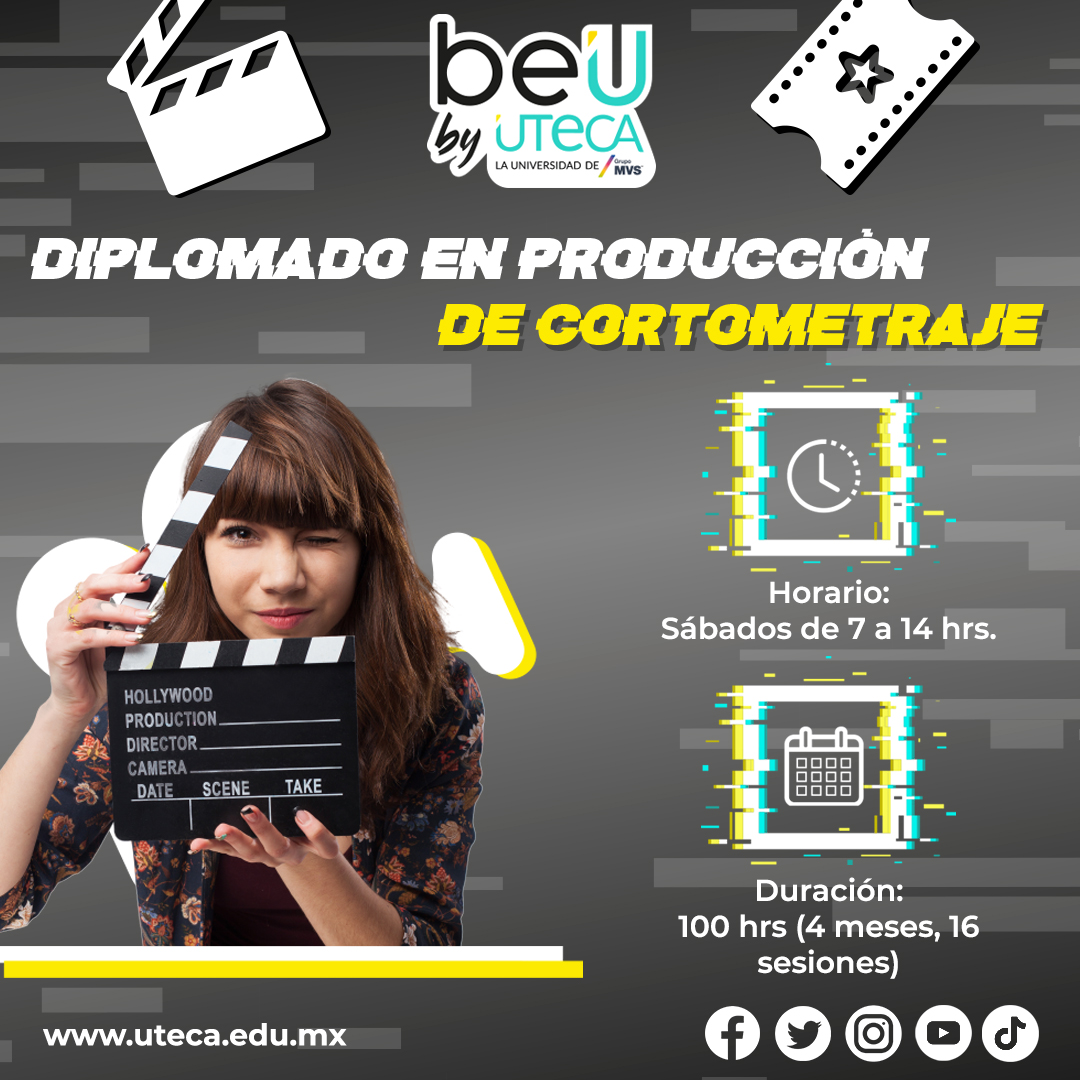 beU
by UTECA
LA UNIVERSIDAD DE Grupo MVS
DIPLOMADO EN PRODUCCIÓN
DE CORTOMETRAJE
HOLLYWOOD
PRODUCTION
DIRECTOR
CAMERA
DATE SCENE TAKE
Horario:
Sábados de 7 a 14 hrs.
Duración:
100 hrs (4 meses, 16
sesiones)
www.uteca.edu.mx